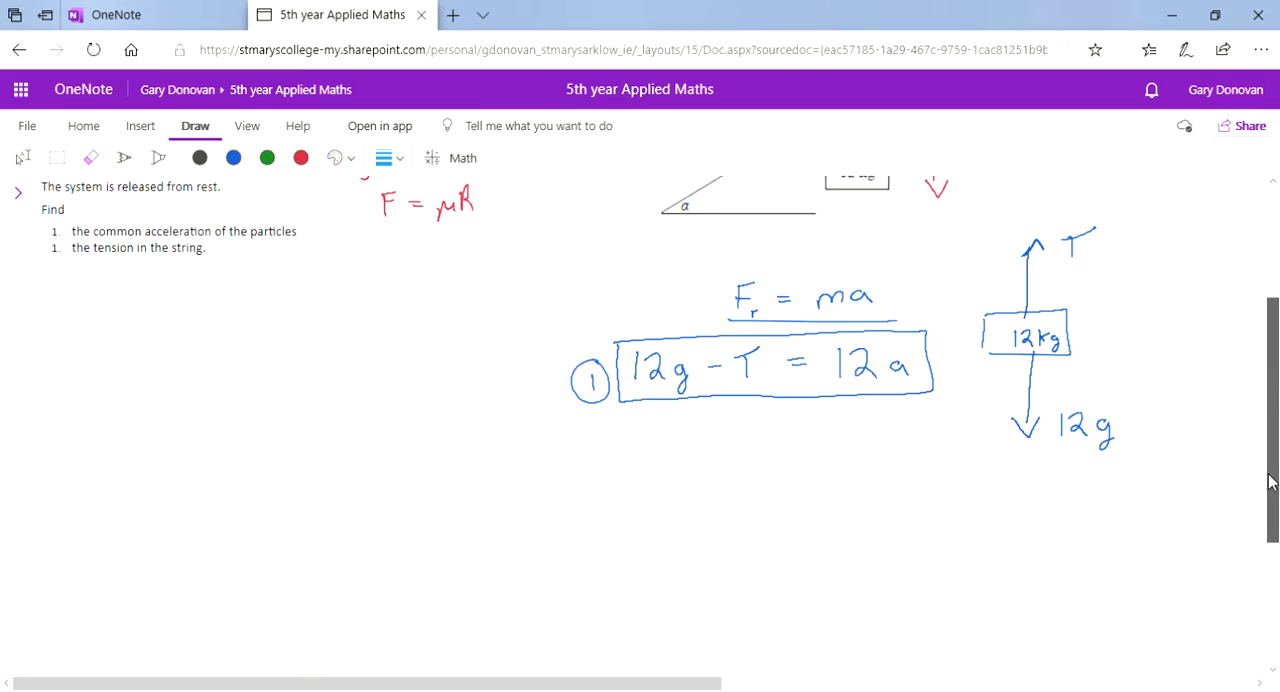 OneNote
5th year Applied Maths
https://stmaryscollege-my.sharepoint.com/personal/gdonovan_stmarysarklow_ie/_layouts/15/Doc.aspx?sourcedoc={eac57185-1a29-467c-9759-1cac81251b9b
OneNote
Gary Donovan › 5th year Applied Maths
5th year Applied Maths
Gary Donovan
File Home Insert Draw View Help Open in app Tell me what you want to do Share
Math
The system is released from rest.
Find
1. the common acceleration of the particles
1. the tension in the string.
F = μR
α
T
Fr = ma
12kg
① 12g - T = 12a
12g